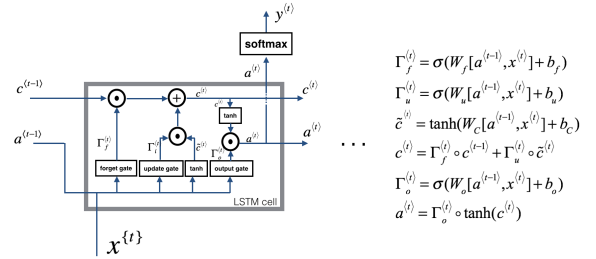 y^{⟨t⟩}
softmax
a^{⟨t⟩}
c^{⟨t-1⟩}
c^{⟨t⟩}
c^{⟨t⟩}
c^{⟨t⟩}
tanh
a^{⟨t-1⟩}
Γ_f^{⟨t⟩}
Γ_i^{⟨t⟩}
c̃^{⟨t⟩}
Γ_o^{⟨t⟩}
a^{⟨t⟩}
a^{⟨t⟩}
forget gate
update gate
tanh
output gate
LSTM cell
x^{{t}}
. . .
Γ_f^{⟨t⟩} = σ(W_f[a^{⟨t-1⟩}, x^{⟨t⟩}] + b_f)
Γ_u^{⟨t⟩} = σ(W_u[a^{⟨t-1⟩}, x^{⟨t⟩}] + b_u)
c̃^{⟨t⟩} = tanh(W_C[a^{⟨t-1⟩}, x^{⟨t⟩}] + b_C)
c^{⟨t⟩} = Γ_f^{⟨t⟩} ∘ c^{⟨t-1⟩} + Γ_u^{⟨t⟩} ∘ c̃^{⟨t⟩}
Γ_o^{⟨t⟩} = σ(W_o[a^{⟨t-1⟩}, x^{⟨t⟩}] + b_o)
a^{⟨t⟩} = Γ_o^{⟨t⟩} ∘ tanh(c^{⟨t⟩})